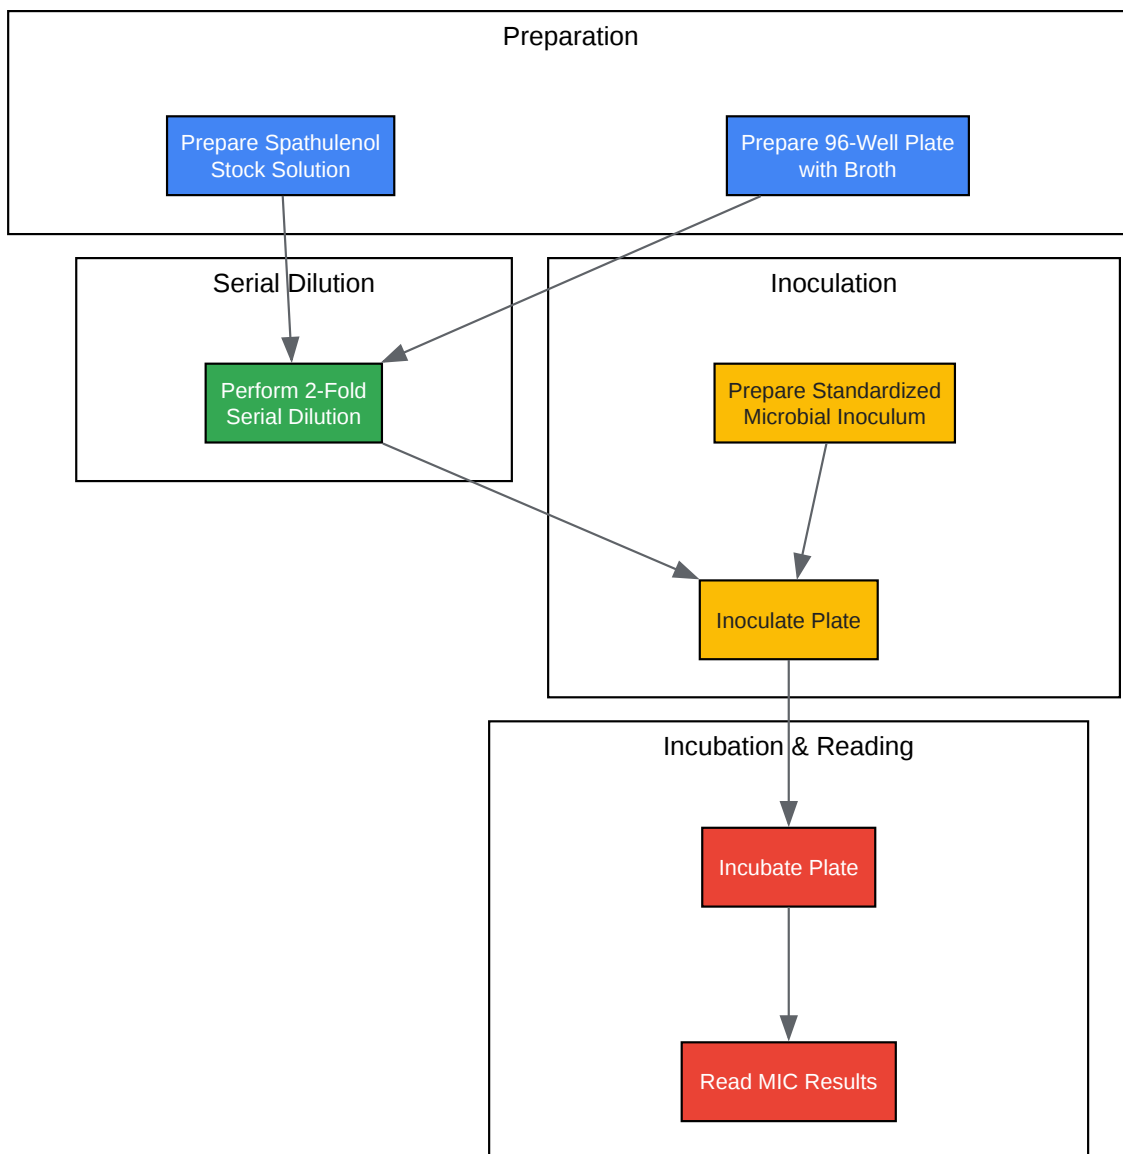 Preparation
Prepare Spathulenol
Stock Solution
Prepare 96-Well Plate
with Broth
Serial Dilution
Inoculation
Perform 2-Fold
Serial Dilution
Prepare Standardized
Microbial Inoculum
Inoculate Plate
Incubation & Reading
Incubate Plate
Read MIC Results